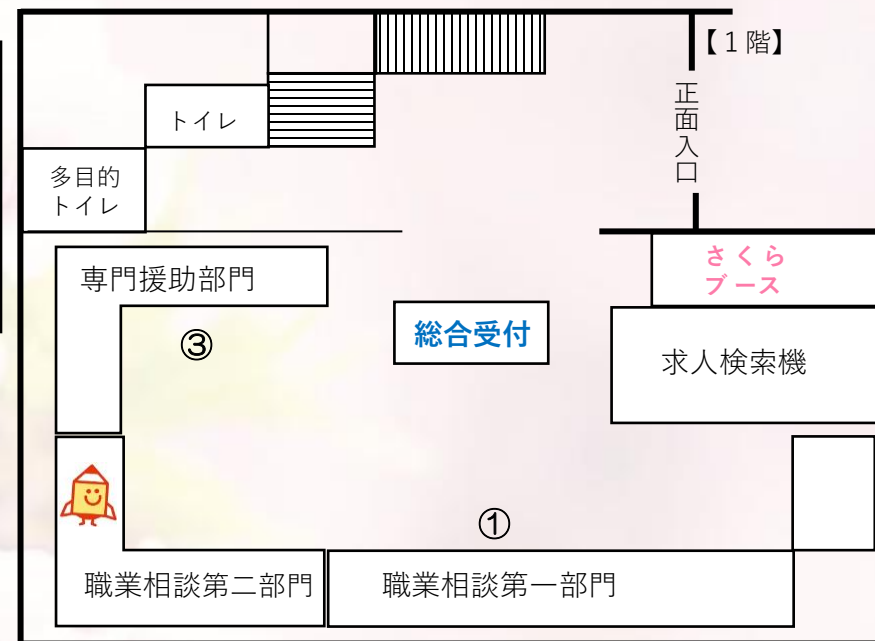 【１階】
正面入口
トイレ
多目的
トイレ
さくら
ブース
専門援助部門
③
総合受付
求人検索機
①
職業相談第二部門
職業相談第一部門